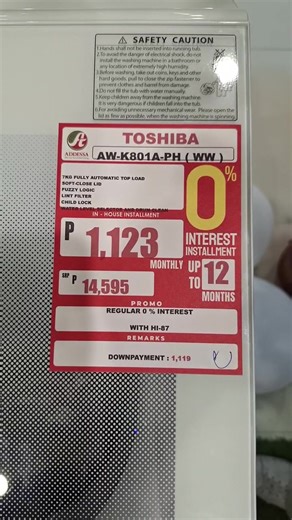 SAFETY CAUTION
1.Hands shall not be inserted into running tub.
2.To avoid the danger of electrical shock, do not
install the washing machine in a bathroom or
any location of extremely high humidity.
3.Before washing, take out coins, keys and other
hard goods, pull to close the zip fastener to
prevent clothes and barrel from damage.
4.Do not fill the tub with water manually.
5.Keep children away from the washing machine.
It is very dangerous if children fall into the tub.
6.For avoiding unnecessary mechanical wear, Please open the
lid as few as possible, when the washing machine is spinning.
ADDESSA
TOSHIBA
AW-K801A-PH ( WW )
7KG FULLY AUTOMATIC TOP LOAD
SOFT-CLOSE LID
FUZZY LOGIC
LINT FILTER
CHILD LOCK
0%
INTEREST
INSTALLMENT
IN - HOUSE INSTALLMENT
₱ 1,123
MONTHLY
UP TO 12
MONTHS
SRP ₱ 14,595
PROMO
REGULAR 0 % INTEREST
WITH HI-87
REMARKS
DOWNPAYMENT : 1,119